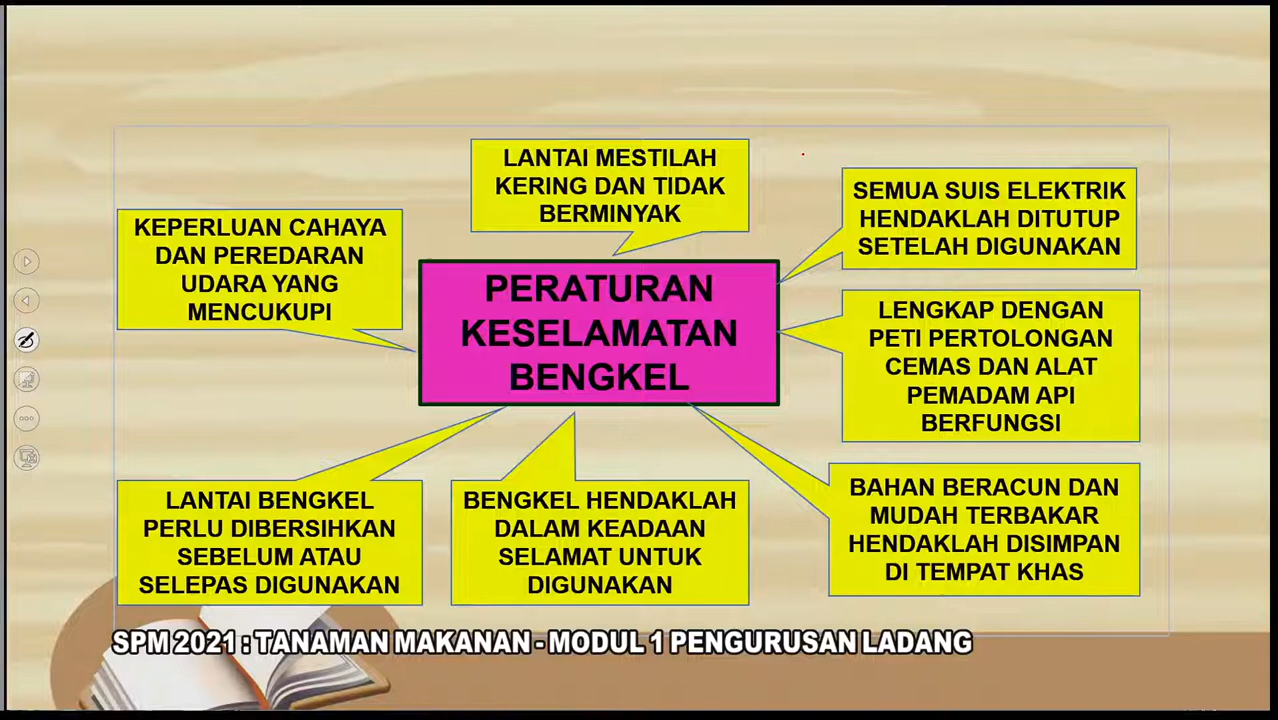 LANTAI MESTILAH
KERING DAN TIDAK
BERMINYAK
SEMUA SUIS ELEKTRIK
HENDAKLAH DITUTUP
SETELAH DIGUNAKAN
KEPERLUAN CAHAYA
DAN PEREDARAN
UDARA YANG
MENCUKUPI
PERATURAN
KESELAMATAN
BENGKEL
LENGKAP DENGAN
PETI PERTOLONGAN
CEMAS DAN ALAT
PEMADAM API
BERFUNGSI
LANTAI BENGKEL
PERLU DIBERSIHKAN
SEBELUM ATAU
SELEPAS DIGUNAKAN
BENGKEL HENDAKLAH
DALAM KEADAAN
SELAMAT UNTUK
DIGUNAKAN
BAHAN BERACUN DAN
MUDAH TERBAKAR
HENDAKLAH DISIMPAN
DI TEMPAT KHAS
SPM 2021 : TANAMAN MAKANAN - MODUL 1 PENGURUSAN LADANG